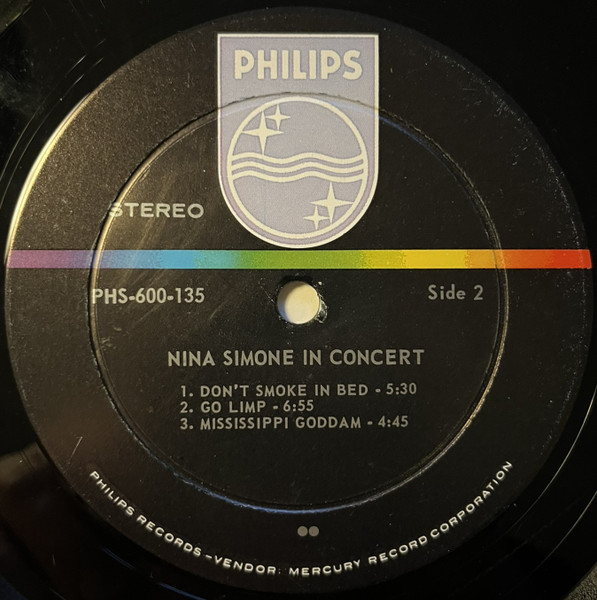 PHILIPS
STEREO
PHS-600-135
Side 2
NINA SIMONE IN CONCERT
1. DON'T SMOKE IN BED - 5:30
2. GO LIMP - 6:55
3. MISSISSIPPI GODDAM - 4:45
PHILIPS RECORDS - VENDOR: MERCURY RECORD CORPORATION